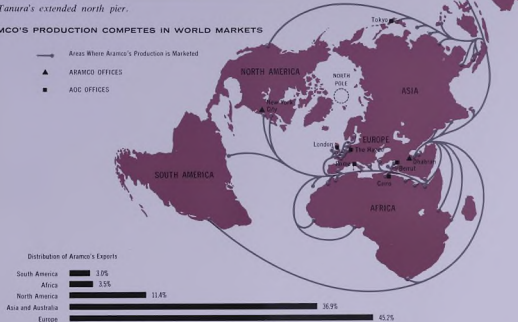 Tanura's extended north pier.
MCO'S PRODUCTION COMPETES IN WORLD MARKETS
Areas Where Aramco's Production is Marketed
ARAMCO OFFICES
AOC OFFICES
Tokyo
NORTH AMERICA
NORTH
POLE
ASIA
New York
City
London
EUROPE
The Hague
Rome
Dhahran
Beirut
Cairo
SOUTH AMERICA
AFRICA
Distribution of Aramco's Exports
South America 3.0%
Africa 3.5%
North America 11.4%
Asia and Australia 36.9%
Europe 45.2%